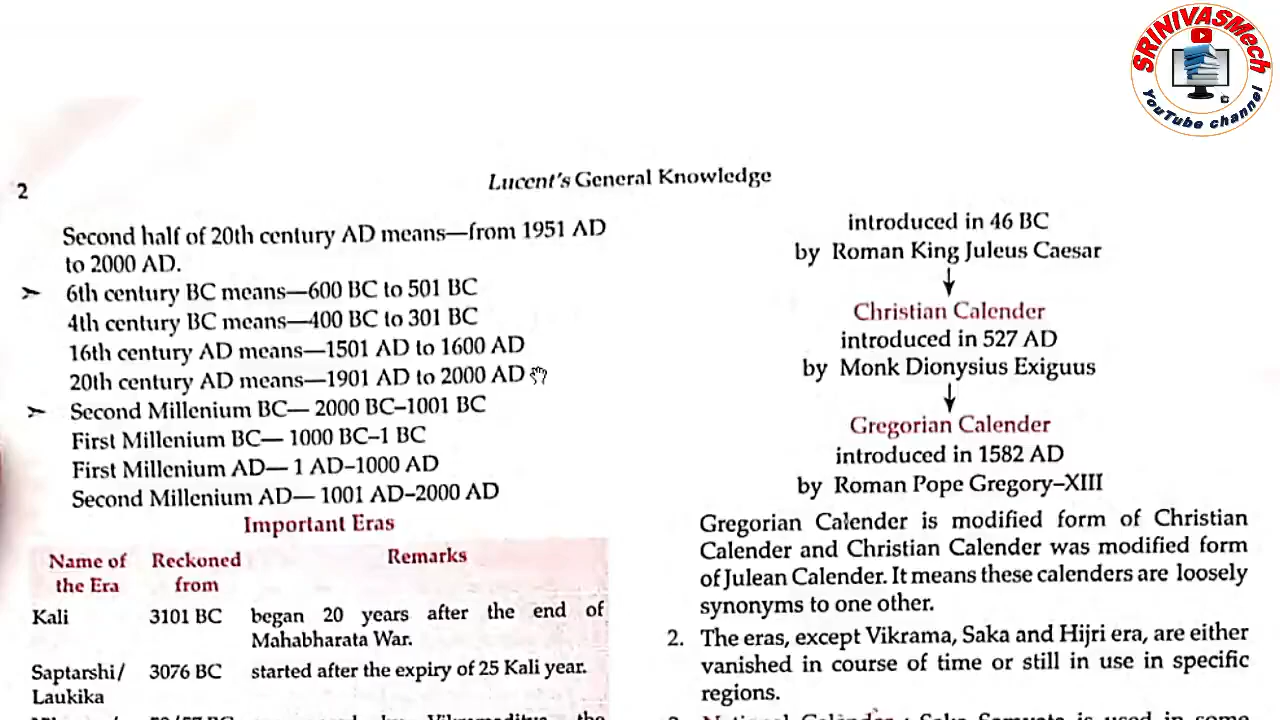 SRINIVASMech
YouTube channel
2
Lucent's General Knowledge
Second half of 20th century AD means—from 1951 AD
to 2000 AD.
➣ 6th century BC means—600 BC to 501 BC
4th century BC means—400 BC to 301 BC
16th century AD means—1501 AD to 1600 AD
20th century AD means—1901 AD to 2000 AD
➣ Second Millenium BC— 2000 BC–1001 BC
First Millenium BC— 1000 BC–1 BC
First Millenium AD— 1 AD–1000 AD
Second Millenium AD— 1001 AD–2000 AD
Important Eras
Name of Reckoned Remarks
the Era from
Kali 3101 BC began 20 years after the end of
Mahabharata War.
Saptarshi/ 3076 BC started after the expiry of 25 Kali year.
Laukika
introduced in 46 BC
by Roman King Juleus Caesar
↓
Christian Calender
introduced in 527 AD
by Monk Dionysius Exiguus
↓
Gregorian Calender
introduced in 1582 AD
by Roman Pope Gregory–XIII
Gregorian Calender is modified form of Christian
Calender and Christian Calender was modified form
of Julean Calender. It means these calenders are loosely
synonyms to one other.
2. The eras, except Vikrama, Saka and Hijri era, are either
vanished in course of time or still in use in specific
regions.
National Calender : Saka Samvata is used in some